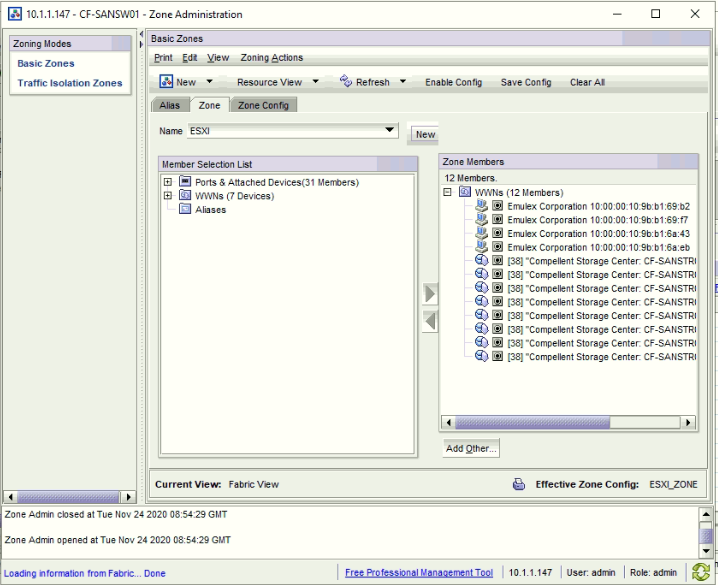 10.1.1.147 - CF-SANSW01 - Zone Administration
Zoning Modes
Basic Zones
Traffic Isolation Zones
Basic Zones
Print Edit View Zoning Actions
New Resource View Refresh Enable Config Save Config Clear All
Alias Zone Zone Config
Name ESXI New
Member Selection List
Ports & Attached Devices(31 Members)
WWNs (7 Devices)
Aliases
Zone Members
12 Members.
WWNs (12 Members)
Emulex Corporation 10:00:00:10:9b:b1:69:b2
Emulex Corporation 10:00:00:10:9b:b1:69:f7
Emulex Corporation 10:00:00:10:9b:b1:6a:43
Emulex Corporation 10:00:00:10:9b:b1:6a:eb
[38] "Compellent Storage Center: CF-SANSTR
[38] "Compellent Storage Center: CF-SANSTR
[38] "Compellent Storage Center: CF-SANSTR
[38] "Compellent Storage Center: CF-SANSTR
[38] "Compellent Storage Center: CF-SANSTR
[38] "Compellent Storage Center: CF-SANSTR
[38] "Compellent Storage Center: CF-SANSTR
[38] "Compellent Storage Center: CF-SANSTR
Add Other...
Current View: Fabric View
Effective Zone Config: ESXI_ZONE
Zone Admin closed at Tue Nov 24 2020 08:54:29 GMT
Zone Admin opened at Tue Nov 24 2020 08:54:29 GMT
Loading information from Fabric... Done
Free Professional Management Tool 10.1.1.147 User: admin Role: admin